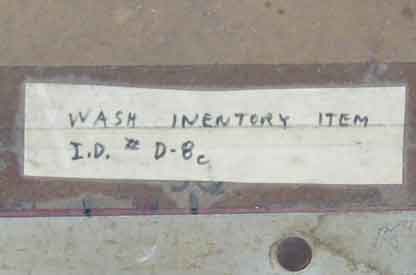 WASH INENTORY ITEM
I.D. # D-8c